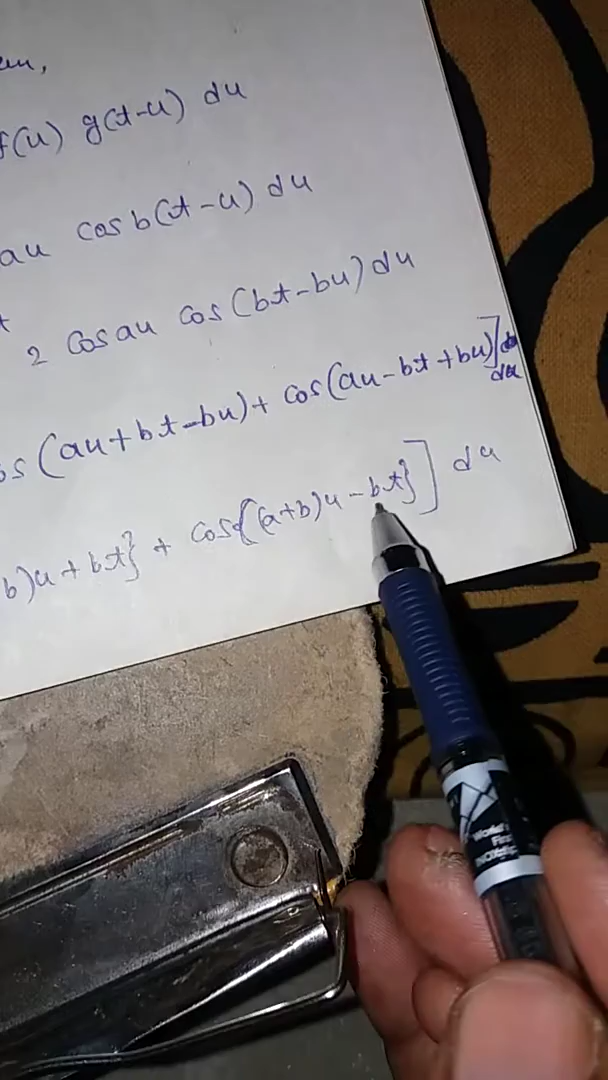 f(u) g(t-u) du
au cos b(t-u) du
2 cos au cos (bt-bu) du
os (au+bt-bu) + cos (au-bt+bu)] du
b)u + bt} + cos{(a+b)u - bt}] du
World's